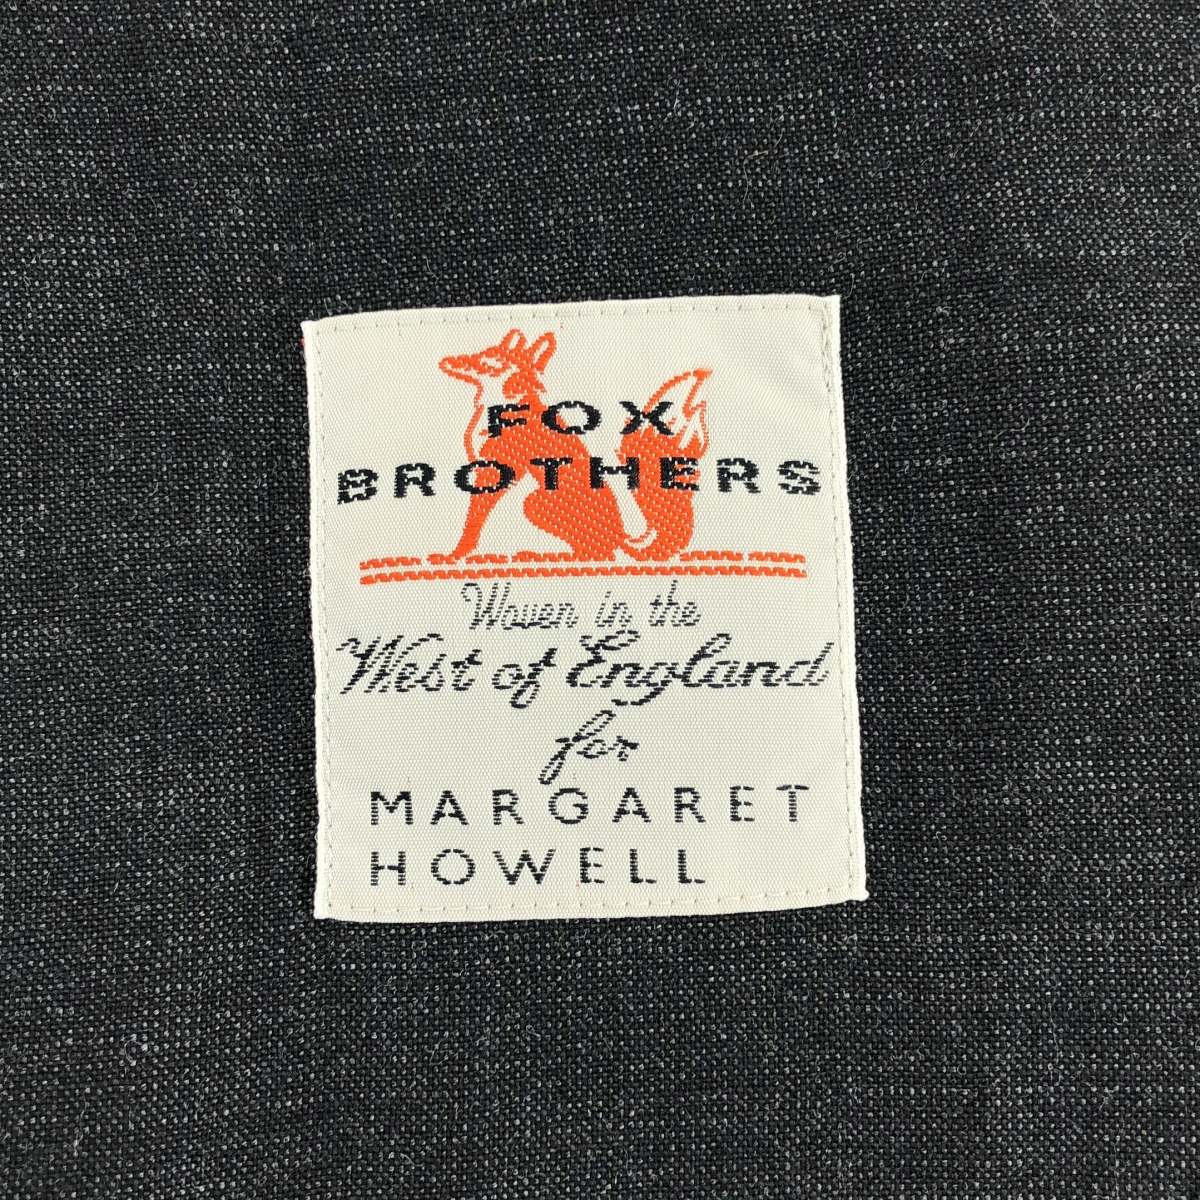 FOX
BROTHERS
Woven in the
West of England
for
MARGARET
HOWELL